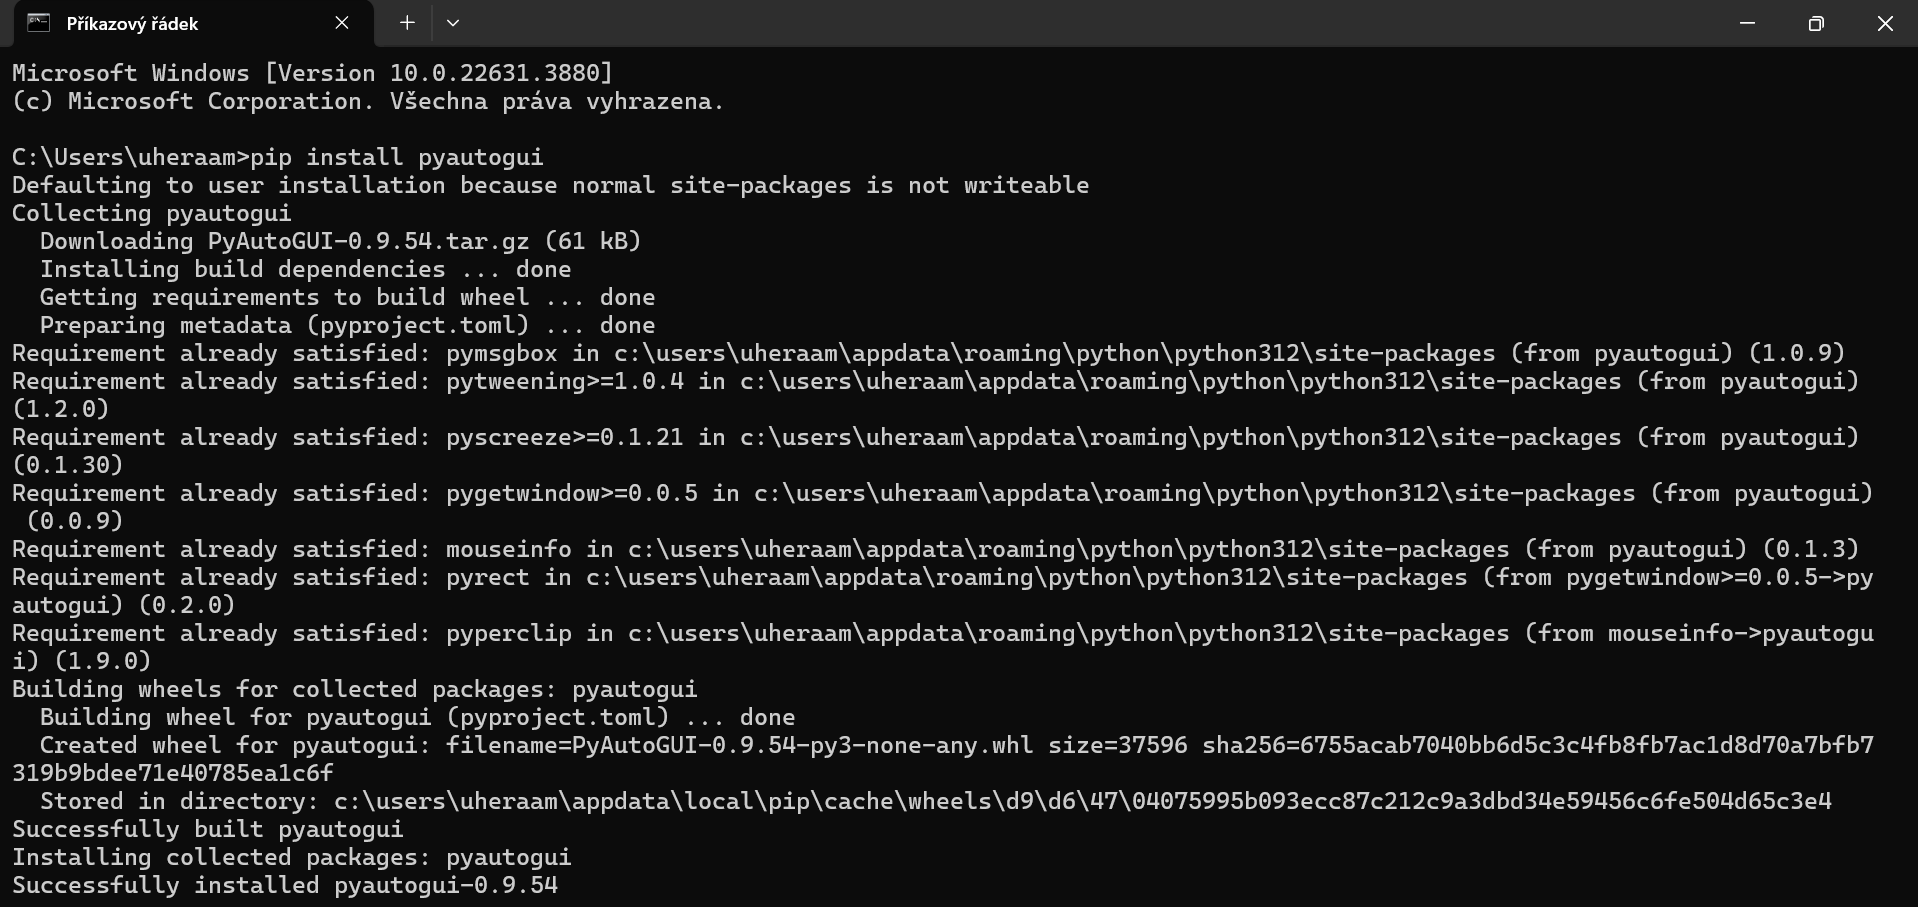 Příkazový řádek
Microsoft Windows [Version 10.0.22631.3880]
(c) Microsoft Corporation. Všechna práva vyhrazena.
C:\Users\uheraam>pip install pyautogui
Defaulting to user installation because normal site-packages is not writeable
Collecting pyautogui
  Downloading PyAutoGUI-0.9.54.tar.gz (61 kB)
  Installing build dependencies ... done
  Getting requirements to build wheel ... done
  Preparing metadata (pyproject.toml) ... done
Requirement already satisfied: pymsgbox in c:\users\uheraam\appdata\roaming\python\python312\site-packages (from pyautogui) (1.0.9)
Requirement already satisfied: pytweening>=1.0.4 in c:\users\uheraam\appdata\roaming\python\python312\site-packages (from pyautogui)
(1.2.0)
Requirement already satisfied: pyscreeze>=0.1.21 in c:\users\uheraam\appdata\roaming\python\python312\site-packages (from pyautogui)
(0.1.30)
Requirement already satisfied: pygetwindow>=0.0.5 in c:\users\uheraam\appdata\roaming\python\python312\site-packages (from pyautogui)
 (0.0.9)
Requirement already satisfied: mouseinfo in c:\users\uheraam\appdata\roaming\python\python312\site-packages (from pyautogui) (0.1.3)
Requirement already satisfied: pyrect in c:\users\uheraam\appdata\roaming\python\python312\site-packages (from pygetwindow>=0.0.5->py
autogui) (0.2.0)
Requirement already satisfied: pyperclip in c:\users\uheraam\appdata\roaming\python\python312\site-packages (from mouseinfo->pyautogu
i) (1.9.0)
Building wheels for collected packages: pyautogui
  Building wheel for pyautogui (pyproject.toml) ... done
  Created wheel for pyautogui: filename=PyAutoGUI-0.9.54-py3-none-any.whl size=37596 sha256=6755acab7040bb6d5c3c4fb8fb7ac1d8d70a7bfb7
319b9bdee71e40785ea1c6f
  Stored in directory: c:\users\uheraam\appdata\local\pip\cache\wheels\d9\d6\47\04075995b093ecc87c212c9a3dbd34e59456c6fe504d65c3e4
Successfully built pyautogui
Installing collected packages: pyautogui
Successfully installed pyautogui-0.9.54